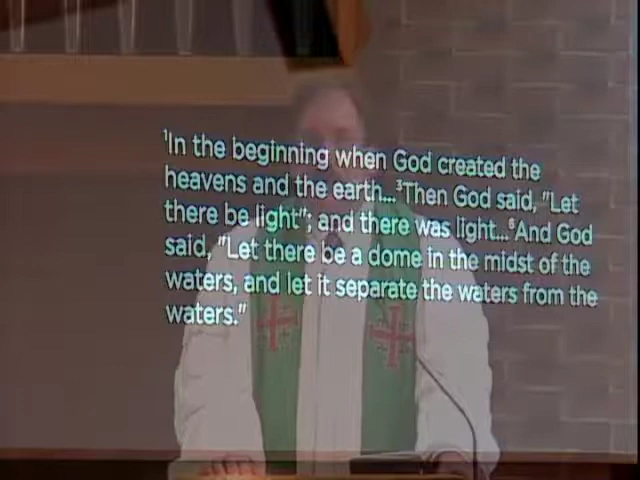 ¹In the beginning when God created the
heavens and the earth...³Then God said, "Let
there be light"; and there was light...⁶And God
said, "Let there be a dome in the midst of the
waters, and let it separate the waters from the
waters."